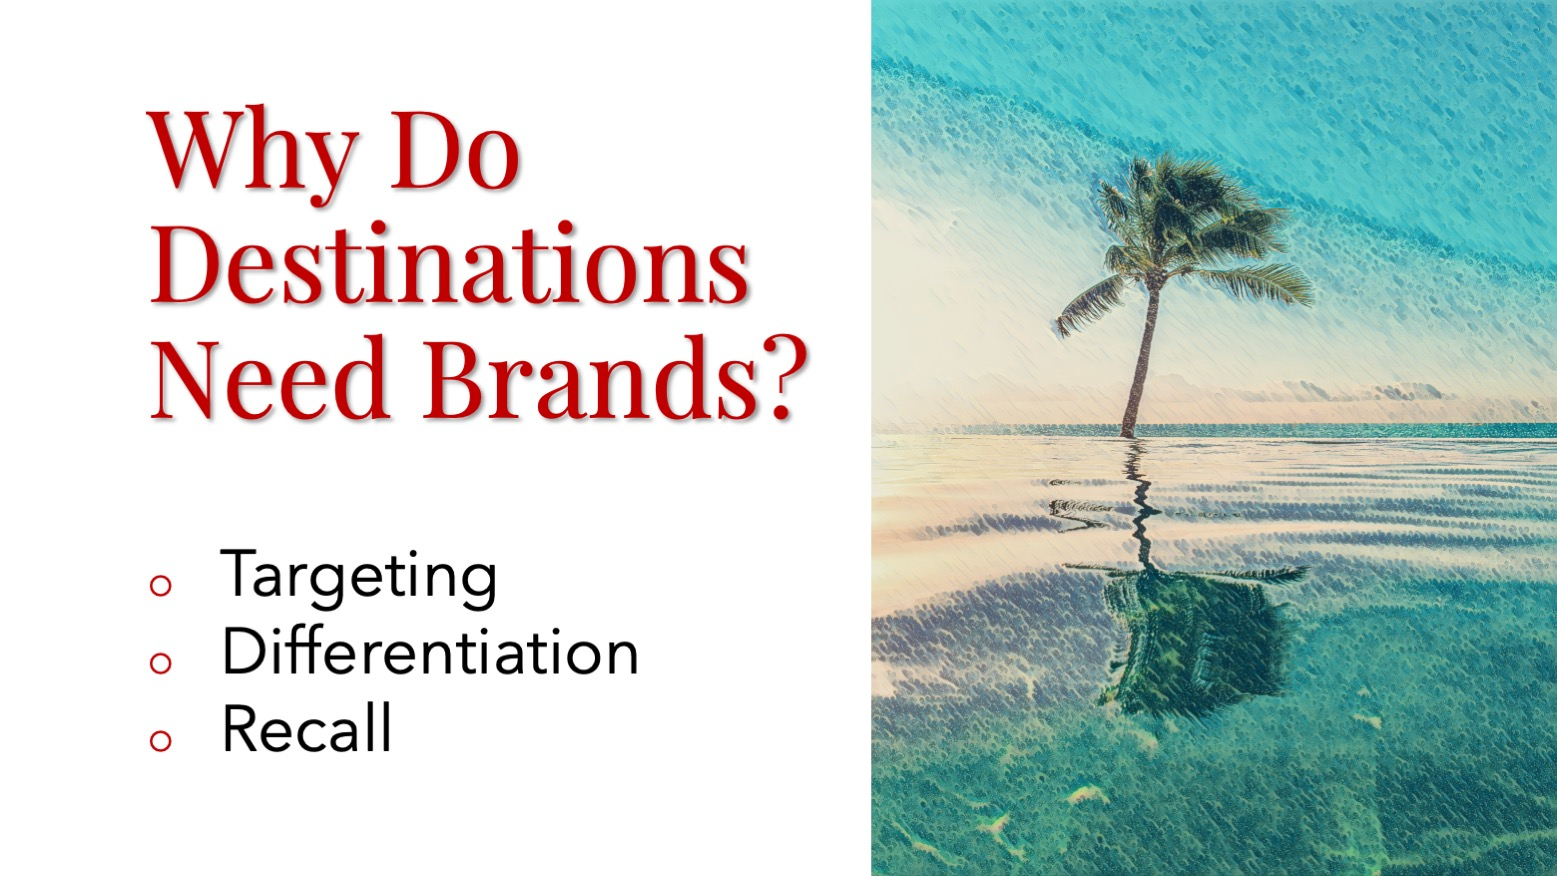 Why Do
Destinations
Need Brands?
Targeting
Differentiation
Recall